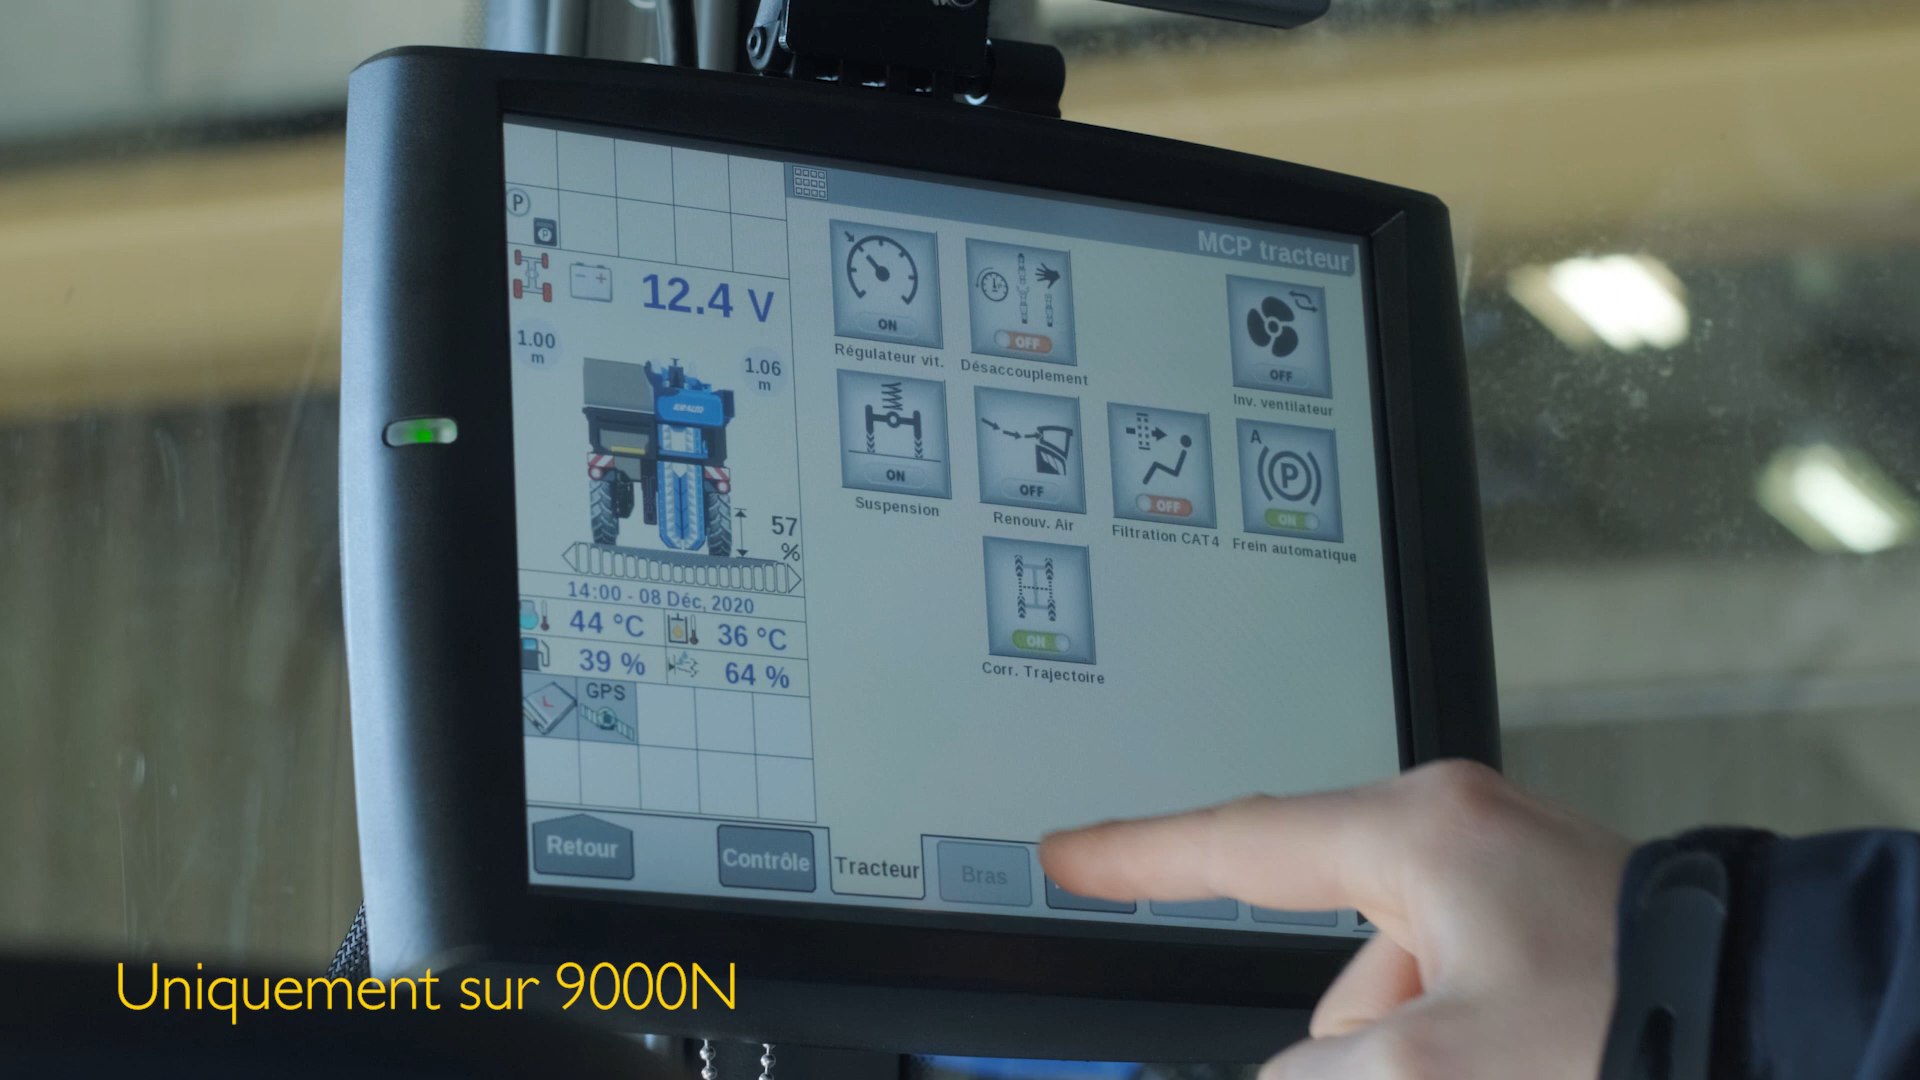 MCP tracteur
P
P
12.4 V
1.00
m
1.06
m
57
%
14:00 - 08 Déc, 2020
44 °C
36 °C
39 %
64 %
GPS
ON
Régulateur vit.
OFF
Désaccouplement
OFF
Inv. ventilateur
ON
Suspension
OFF
Renouv. Air
OFF
Filtration CAT4
A
P
ON
Frein automatique
ON
Corr. Trajectoire
Retour
Contrôle
Tracteur
Bras
Uniquement sur 9000N